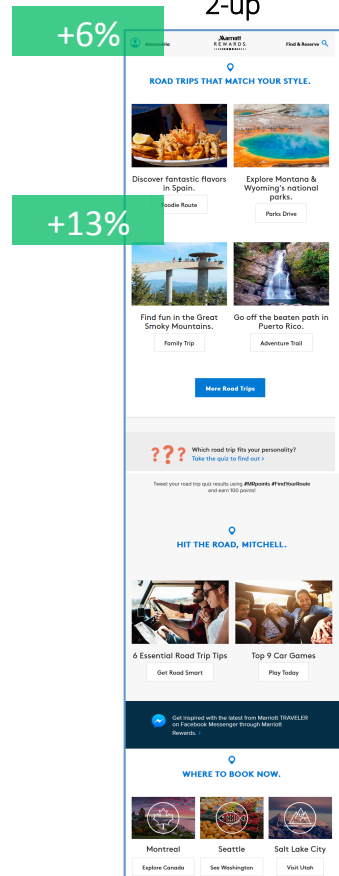 2-up
+6%
Alexandria
Marriott
REWARDS.
Find & Reserve
ROAD TRIPS THAT MATCH YOUR STYLE.
Discover fantastic flavors
in Spain.
Foodie Route
Explore Montana &
Wyoming's national
parks.
Parks Drive
+13%
Find fun in the Great
Smoky Mountains.
Family Trip
Go off the beaten path in
Puerto Rico.
Adventure Trail
More Road Trips
???
Which road trip fits your personality?
Take the quiz to find out >
Tweet your road trip quiz results using #MRpoints #FindYourRoute
and earn 100 points!
HIT THE ROAD, MITCHELL.
6 Essential Road Trip Tips
Get Road Smart
Top 9 Car Games
Play Today
Get inspired with the latest from Marriott TRAVELER
on Facebook Messenger through Marriott
Rewards. >
WHERE TO BOOK NOW.
Montreal
Explore Canada
Seattle
See Washington
Salt Lake City
Visit Utah